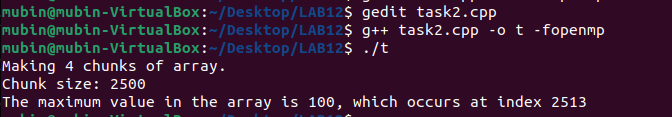 mubin@mubin-VirtualBox:~/Desktop/LAB12$ gedit task2.cpp
mubin@mubin-VirtualBox:~/Desktop/LAB12$ g++ task2.cpp -o t -fopenmp
mubin@mubin-VirtualBox:~/Desktop/LAB12$ ./t
Making 4 chunks of array.
Chunk size: 2500
The maximum value in the array is 100, which occurs at index 2513